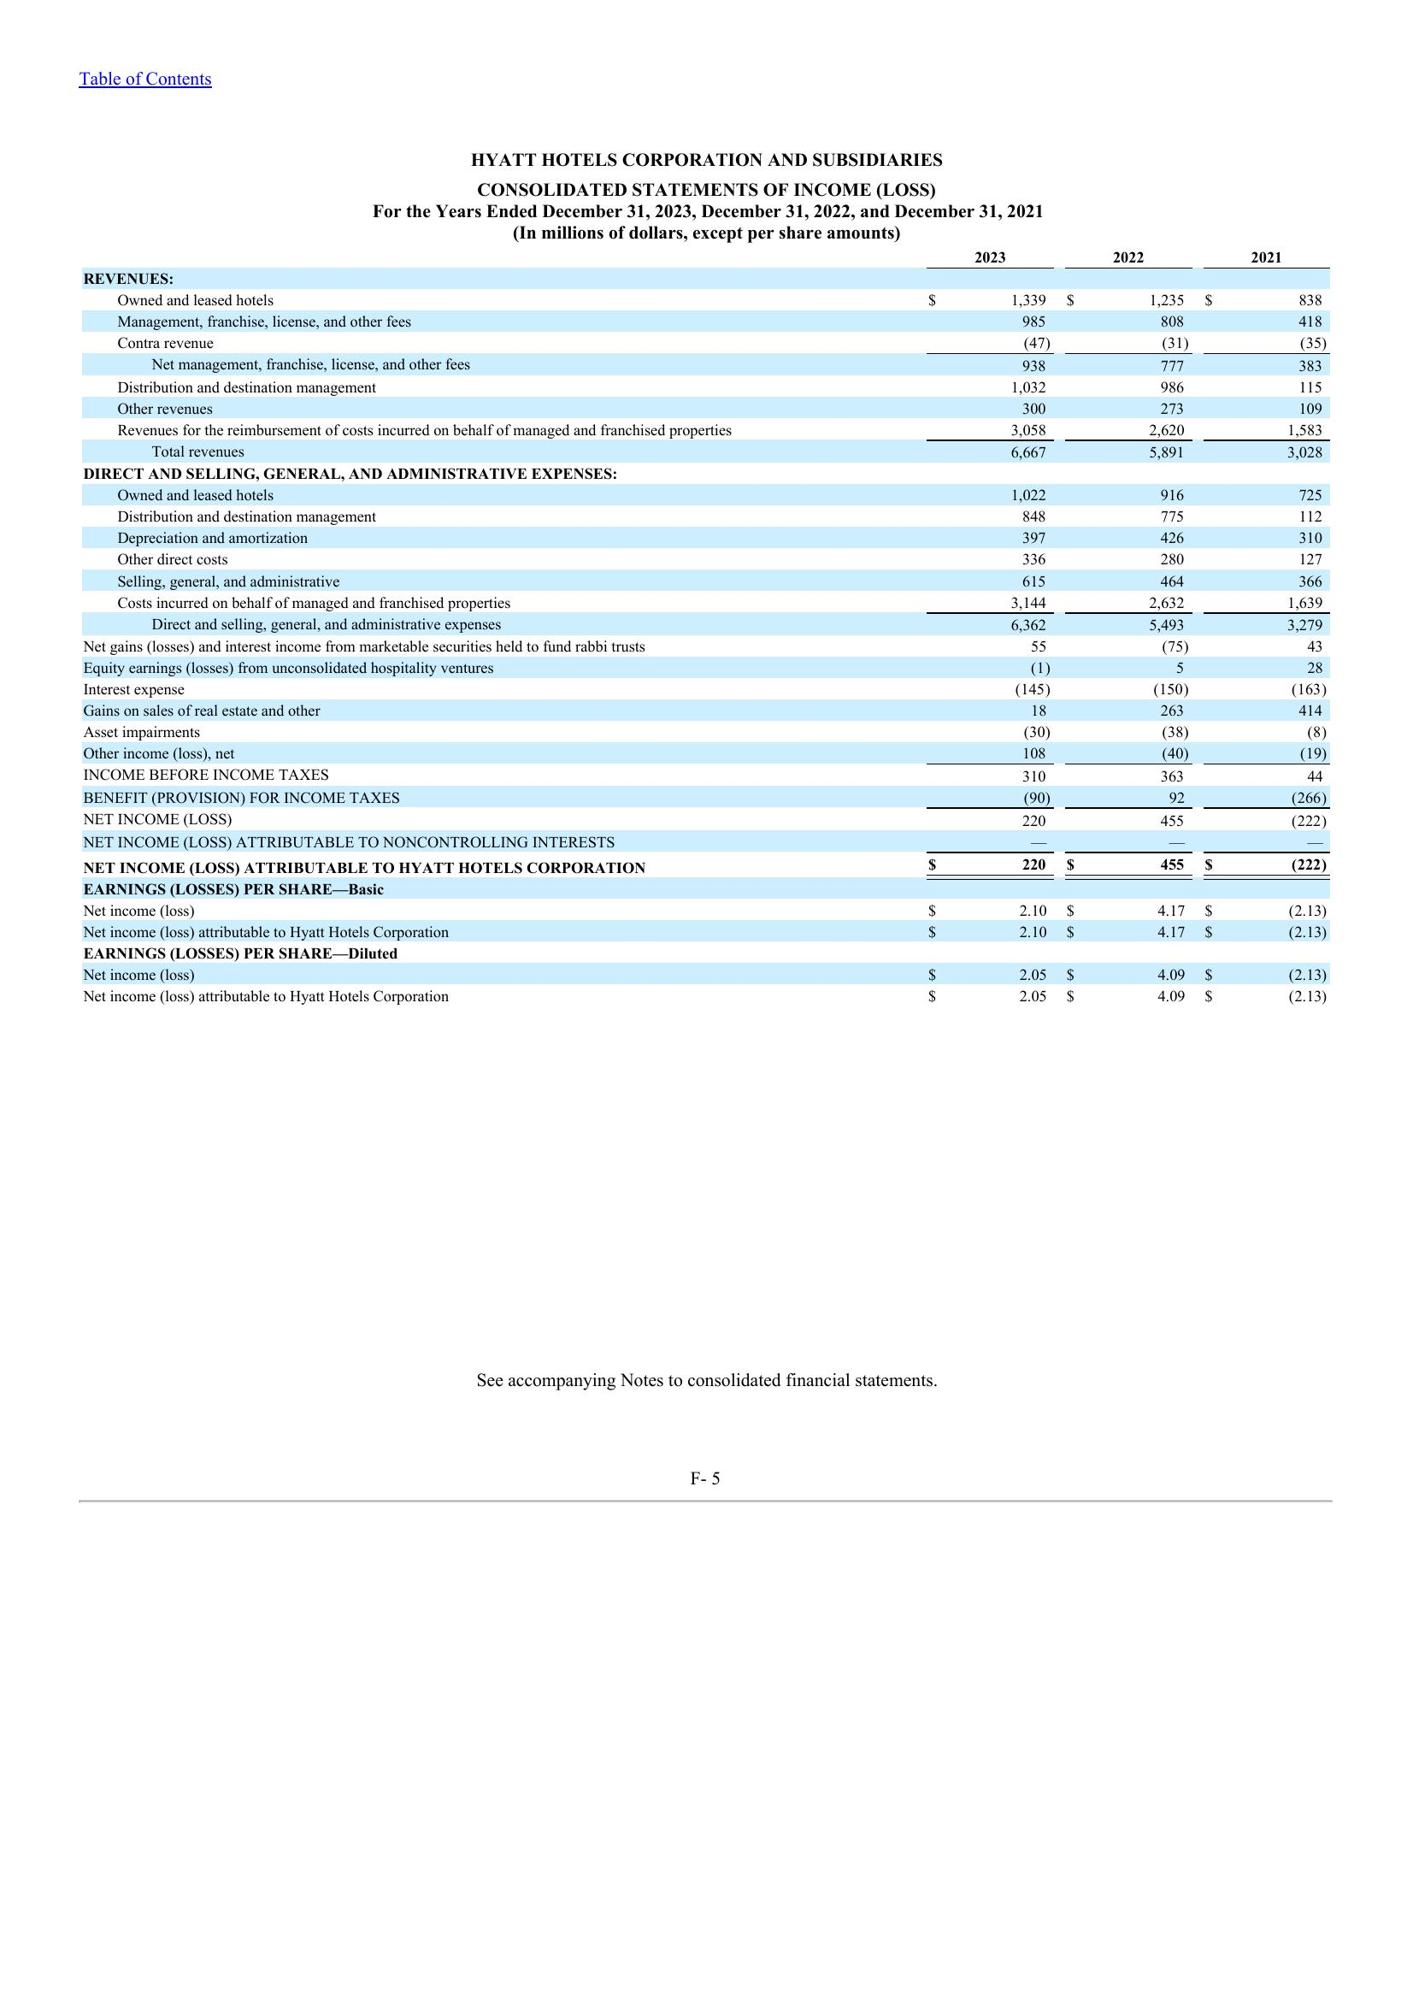 Table of Contents
HYATT HOTELS CORPORATION AND SUBSIDIARIES
CONSOLIDATED STATEMENTS OF INCOME (LOSS)
For the Years Ended December 31, 2023, December 31, 2022, and December 31, 2021
(In millions of dollars, except per share amounts)
2023 2022 2021
REVENUES:
Owned and leased hotels $ 1,339 $ 1,235 $ 838
Management, franchise, license, and other fees 985 808 418
Contra revenue (47) (31) (35)
Net management, franchise, license, and other fees 938 777 383
Distribution and destination management 1,032 986 115
Other revenues 300 273 109
Revenues for the reimbursement of costs incurred on behalf of managed and franchised properties 3,058 2,620 1,583
Total revenues 6,667 5,891 3,028
DIRECT AND SELLING, GENERAL, AND ADMINISTRATIVE EXPENSES:
Owned and leased hotels 1,022 916 725
Distribution and destination management 848 775 112
Depreciation and amortization 397 426 310
Other direct costs 336 280 127
Selling, general, and administrative 615 464 366
Costs incurred on behalf of managed and franchised properties 3,144 2,632 1,639
Direct and selling, general, and administrative expenses 6,362 5,493 3,279
Net gains (losses) and interest income from marketable securities held to fund rabbi trusts 55 (75) 43
Equity earnings (losses) from unconsolidated hospitality ventures (1) 5 28
Interest expense (145) (150) (163)
Gains on sales of real estate and other 18 263 414
Asset impairments (30) (38) (8)
Other income (loss), net 108 (40) (19)
INCOME BEFORE INCOME TAXES 310 363 44
BENEFIT (PROVISION) FOR INCOME TAXES (90) 92 (266)
NET INCOME (LOSS) 220 455 (222)
NET INCOME (LOSS) ATTRIBUTABLE TO NONCONTROLLING INTERESTS — — —
NET INCOME (LOSS) ATTRIBUTABLE TO HYATT HOTELS CORPORATION $ 220 $ 455 $ (222)
EARNINGS (LOSSES) PER SHARE—Basic
Net income (loss) $ 2.10 $ 4.17 $ (2.13)
Net income (loss) attributable to Hyatt Hotels Corporation $ 2.10 $ 4.17 $ (2.13)
EARNINGS (LOSSES) PER SHARE—Diluted
Net income (loss) $ 2.05 $ 4.09 $ (2.13)
Net income (loss) attributable to Hyatt Hotels Corporation $ 2.05 $ 4.09 $ (2.13)
See accompanying Notes to consolidated financial statements.
F- 5